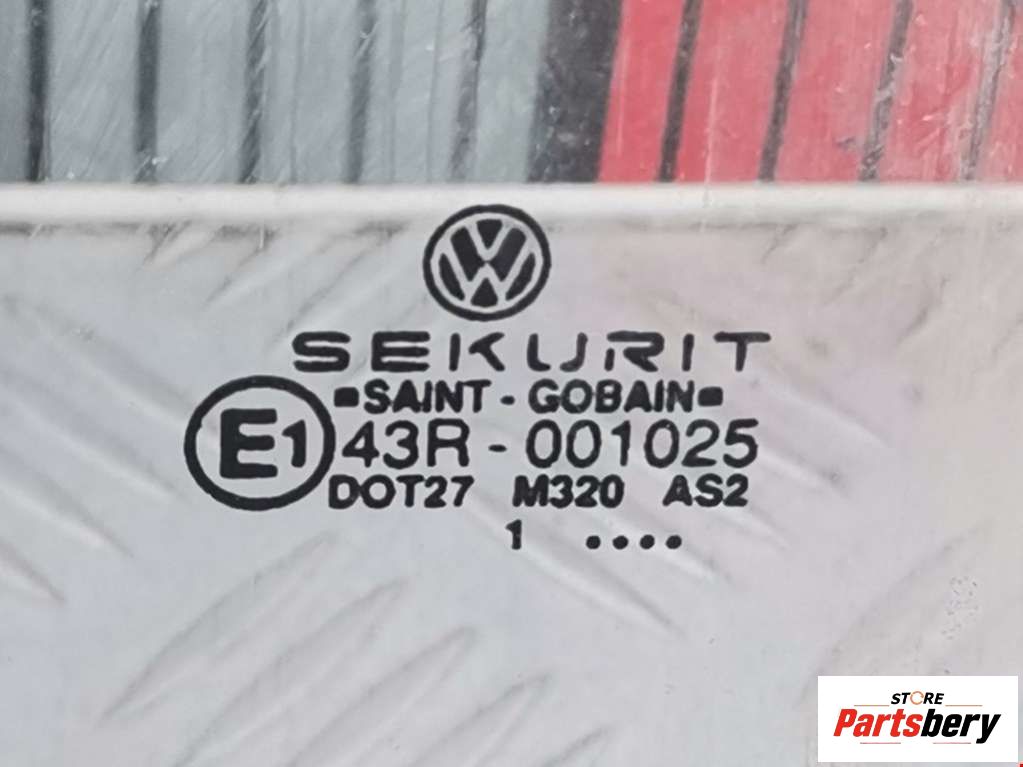 SEKURIT
SAINT - GOBAIN
E1 43R - 001025
DOT27 M320 AS2
1 ••••
STORE
Partsbery